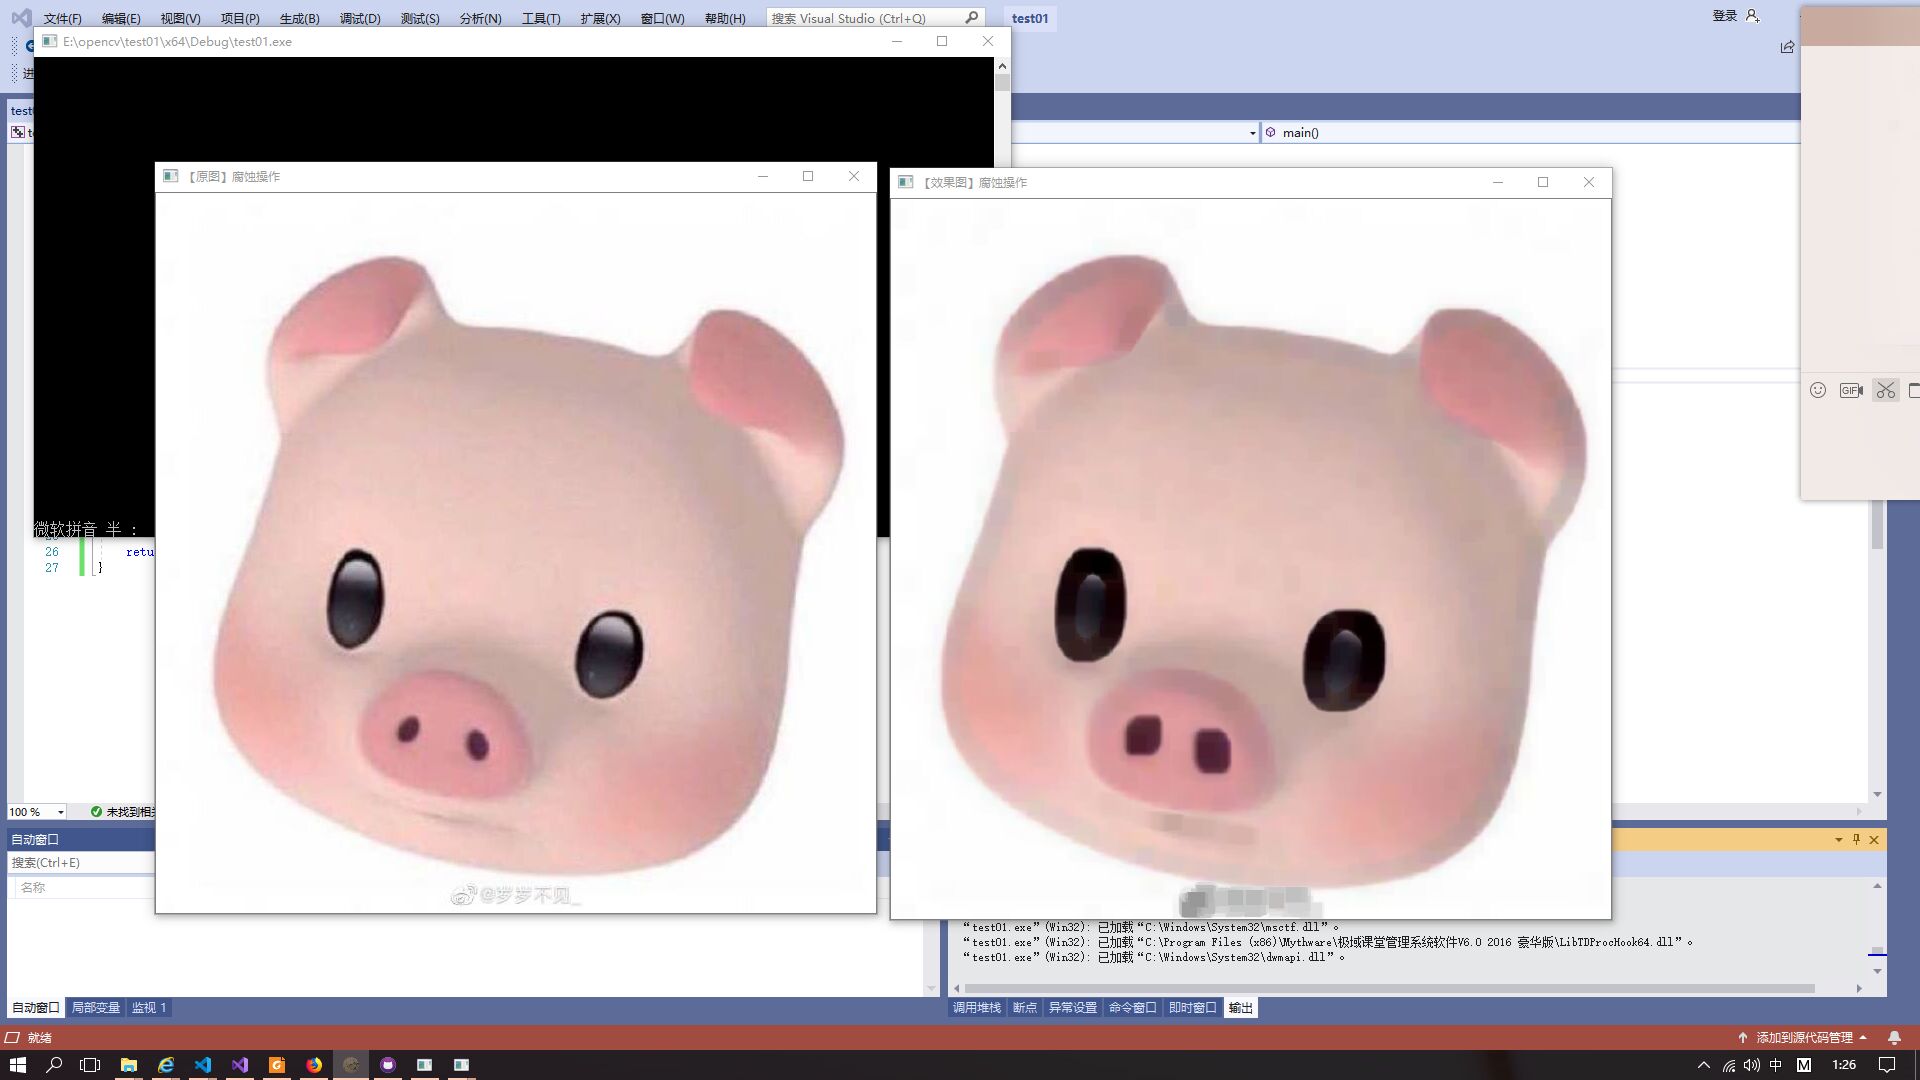 文件(F) 编辑(E) 视图(V) 项目(P) 生成(B) 调试(D) 测试(S) 分析(N) 工具(T) 扩展(X) 窗口(W) 帮助(H) 搜索 Visual Studio (Ctrl+Q) test01 登录
E:\opencv\test01\x64\Debug\test01.exe
进
main()
【原图】腐蚀操作
【效果图】腐蚀操作
GIF
微软拼音 半 :
26 retu
27 }
@岁岁不见_
100 % 未找到相
自动窗口
搜索(Ctrl+E)
名称
“test01.exe”(Win32): 已加载“C:\Windows\System32\msctf.dll”。
“test01.exe”(Win32): 已加载“C:\Program Files (x86)\Mythware\极域课堂管理系统软件V6.0 2016 豪华版\LibTDProcHook64.dll”。
“test01.exe”(Win32): 已加载“C:\Windows\System32\dwmapi.dll”。
自动窗口 局部变量 监视 1
调用堆栈 断点 异常设置 命令窗口 即时窗口 输出
就绪 添加到源代码管理
中 M 1:26